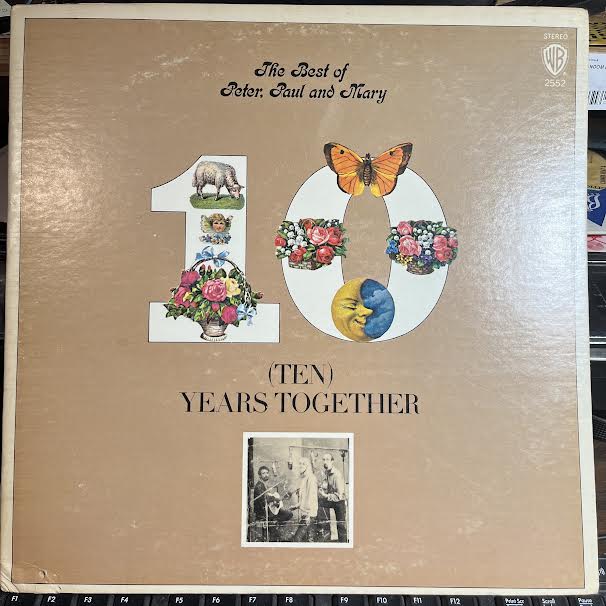 STEREO
WB
2552
The Best of
Peter, Paul and Mary
10
(TEN)
YEARS TOGETHER
F1 F2 F3 F4 F5 F6 F7 F8 F9 F10 F11 F12 Print Scr Scroll Pause